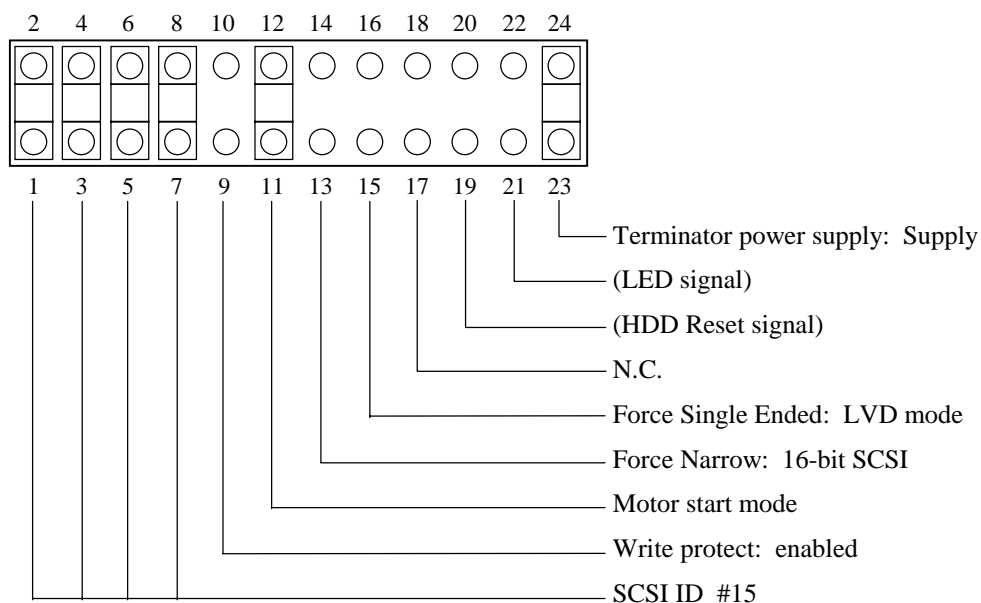 2 4 6 8 10 12 14 16 18 20 22 24
1 3 5 7 9 11 13 15 17 19 21 23
Terminator power supply: Supply
(LED signal)
(HDD Reset signal)
N.C.
Force Single Ended: LVD mode
Force Narrow: 16-bit SCSI
Motor start mode
Write protect: enabled
SCSI ID #15